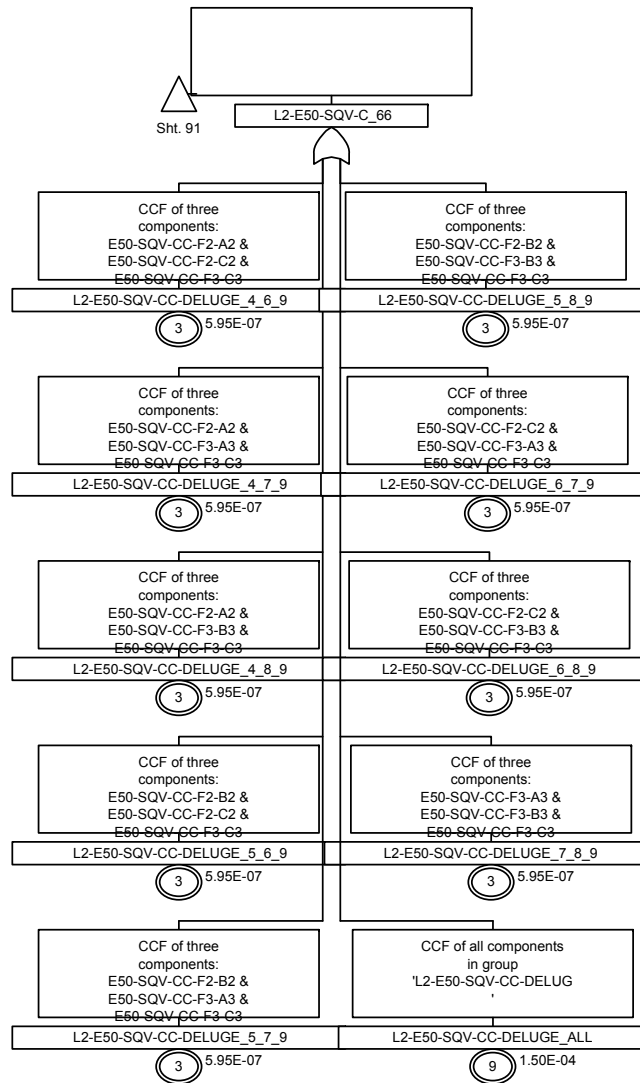 Sht. 91
L2-E50-SQV-C_66
CCF of three
components:
E50-SQV-CC-F2-A2 &
E50-SQV-CC-F2-C2 &
E50-SQV-CC-F3-C3
L2-E50-SQV-CC-DELUGE_4_6_9
3
5.95E-07
CCF of three
components:
E50-SQV-CC-F2-B2 &
E50-SQV-CC-F3-B3 &
E50-SQV-CC-F3-C3
L2-E50-SQV-CC-DELUGE_5_8_9
3
5.95E-07
CCF of three
components:
E50-SQV-CC-F2-A2 &
E50-SQV-CC-F3-A3 &
E50-SQV-CC-F3-C3
L2-E50-SQV-CC-DELUGE_4_7_9
3
5.95E-07
CCF of three
components:
E50-SQV-CC-F2-C2 &
E50-SQV-CC-F3-A3 &
E50-SQV-CC-F3-C3
L2-E50-SQV-CC-DELUGE_6_7_9
3
5.95E-07
CCF of three
components:
E50-SQV-CC-F2-A2 &
E50-SQV-CC-F3-B3 &
E50-SQV-CC-F3-C3
L2-E50-SQV-CC-DELUGE_4_8_9
3
5.95E-07
CCF of three
components:
E50-SQV-CC-F2-C2 &
E50-SQV-CC-F3-B3 &
E50-SQV-CC-F3-C3
L2-E50-SQV-CC-DELUGE_6_8_9
3
5.95E-07
CCF of three
components:
E50-SQV-CC-F2-B2 &
E50-SQV-CC-F2-C2 &
E50-SQV-CC-F3-C3
L2-E50-SQV-CC-DELUGE_5_6_9
3
5.95E-07
CCF of three
components:
E50-SQV-CC-F3-A3 &
E50-SQV-CC-F3-B3 &
E50-SQV-CC-F3-C3
L2-E50-SQV-CC-DELUGE_7_8_9
3
5.95E-07
CCF of three
components:
E50-SQV-CC-F2-B2 &
E50-SQV-CC-F3-A3 &
E50-SQV-CC-F3-C3
L2-E50-SQV-CC-DELUGE_5_7_9
3
5.95E-07
CCF of all components
in group
'L2-E50-SQV-CC-DELUG
'
L2-E50-SQV-CC-DELUGE_ALL
9
1.50E-04